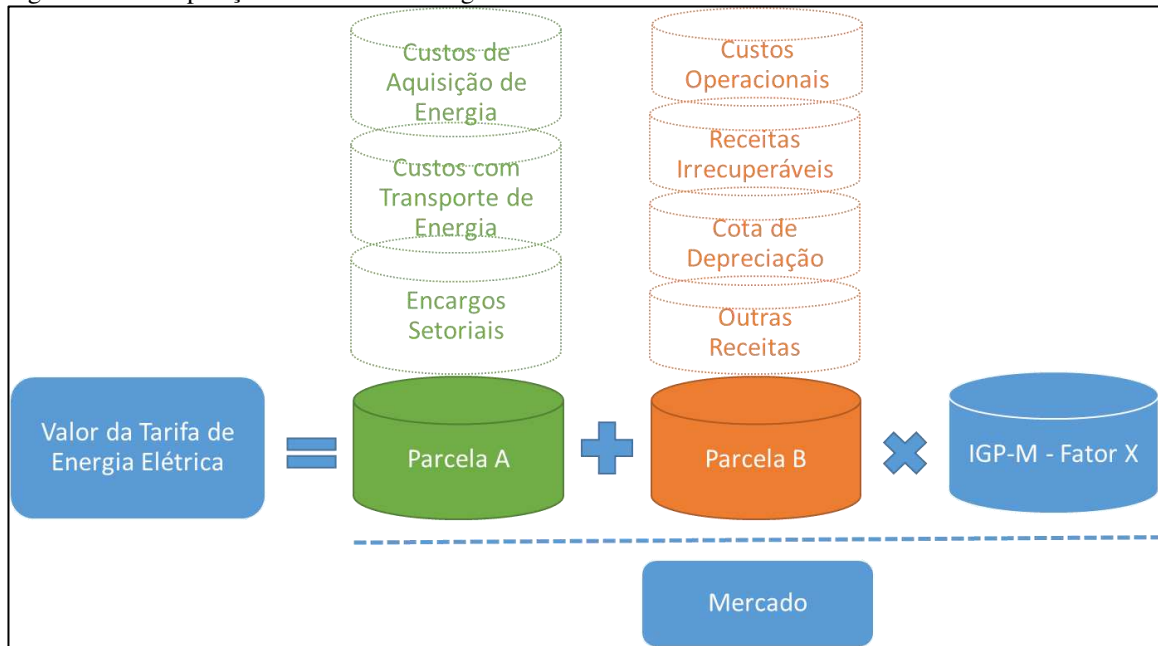 Custos de
Aquisição de
Energia
Custos com
Transporte de
Energia
Encargos
Setoriais
Custos
Operacionais
Receitas
Irrecuperáveis
Cota de
Depreciação
Outras
Receitas
Valor da Tarifa de
Energia Elétrica
=
Parcela A
+
Parcela B
×
IGP-M - Fator X
Mercado